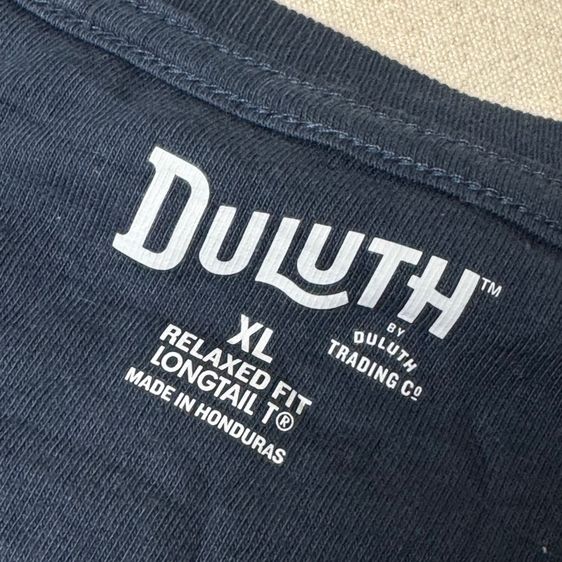 DULUTH™
BY
DULUTH
TRADING Co
XL
RELAXED FIT
LONGTAIL T®
MADE IN HONDURAS